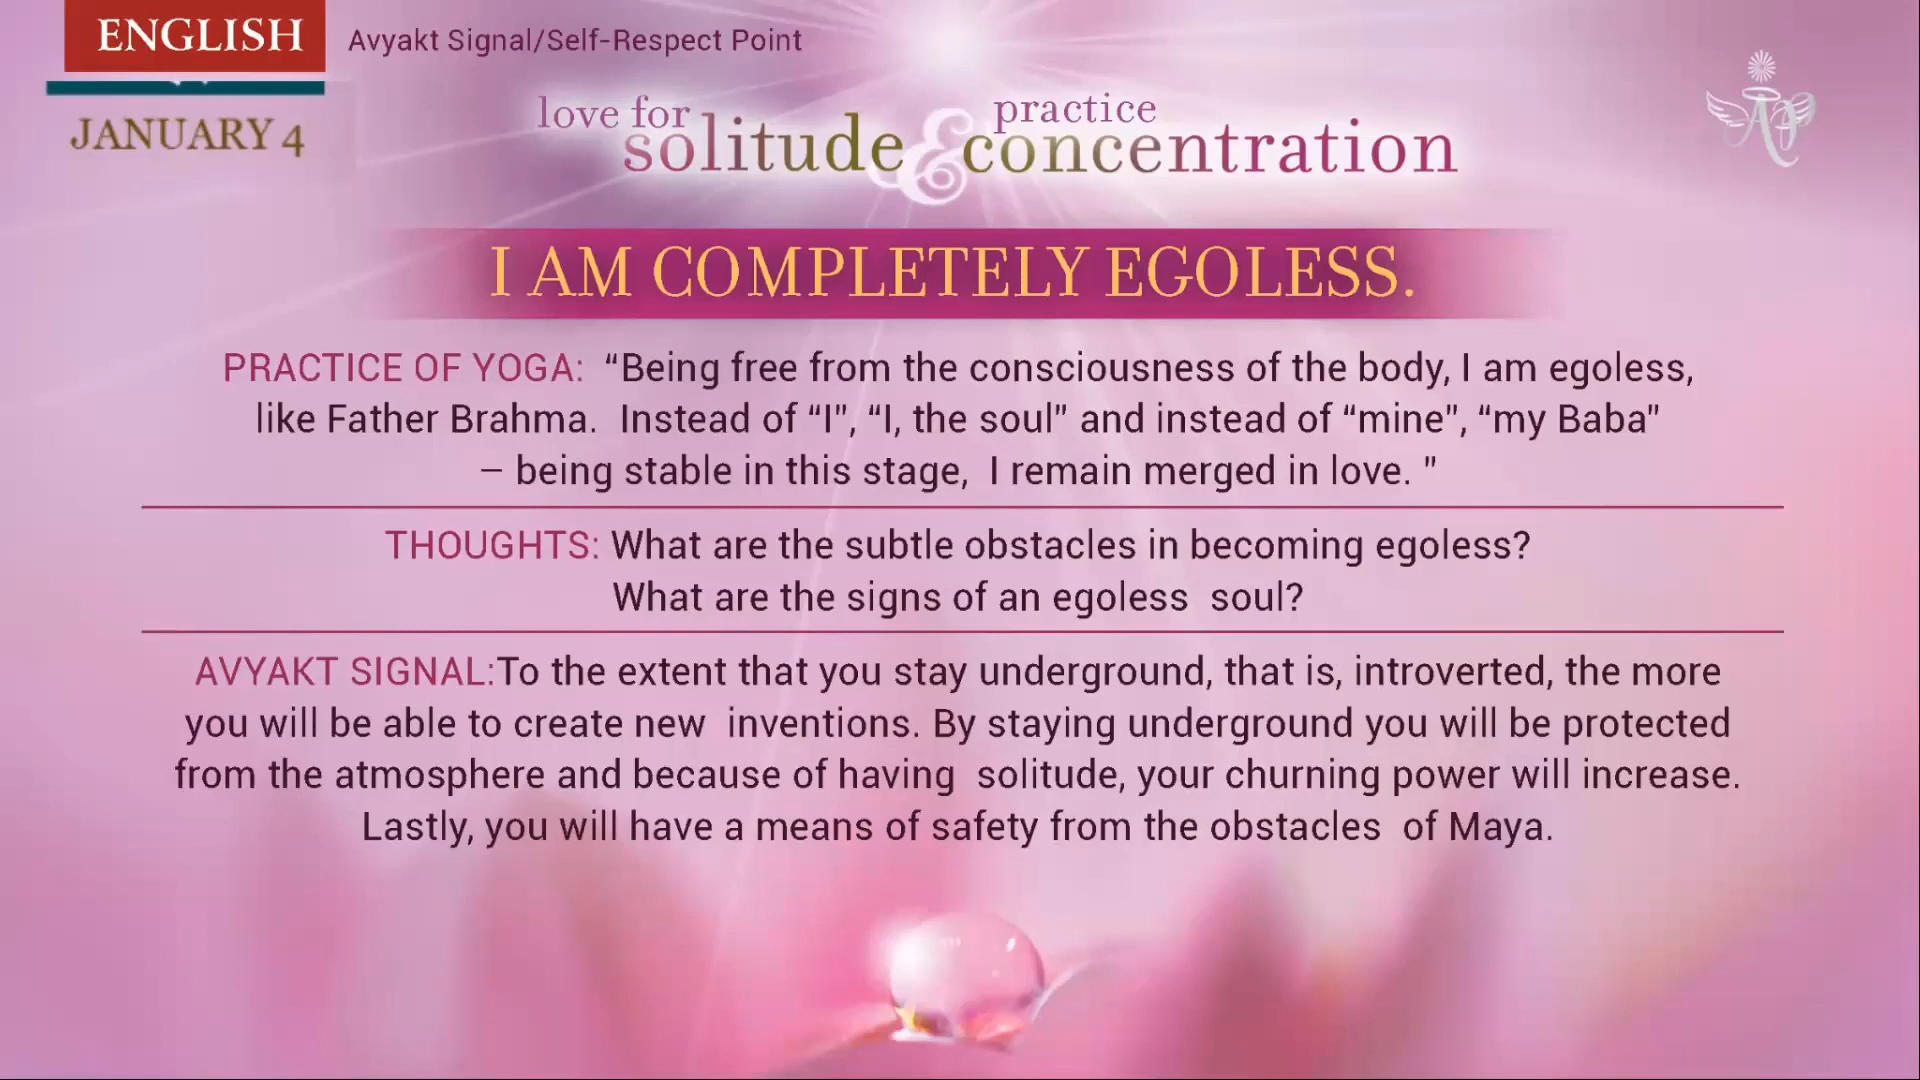 ENGLISH
Avyakt Signal/Self-Respect Point
JANUARY 4
love for
solitude & practice
concentration
I AM COMPLETELY EGOLESS.
PRACTICE OF YOGA: “Being free from the consciousness of the body, I am egoless,
like Father Brahma. Instead of “I”, “I, the soul” and instead of “mine”, “my Baba”
– being stable in this stage, I remain merged in love. ”
THOUGHTS: What are the subtle obstacles in becoming egoless?
What are the signs of an egoless soul?
AVYAKT SIGNAL:To the extent that you stay underground, that is, introverted, the more
you will be able to create new inventions. By staying underground you will be protected
from the atmosphere and because of having solitude, your churning power will increase.
Lastly, you will have a means of safety from the obstacles of Maya.